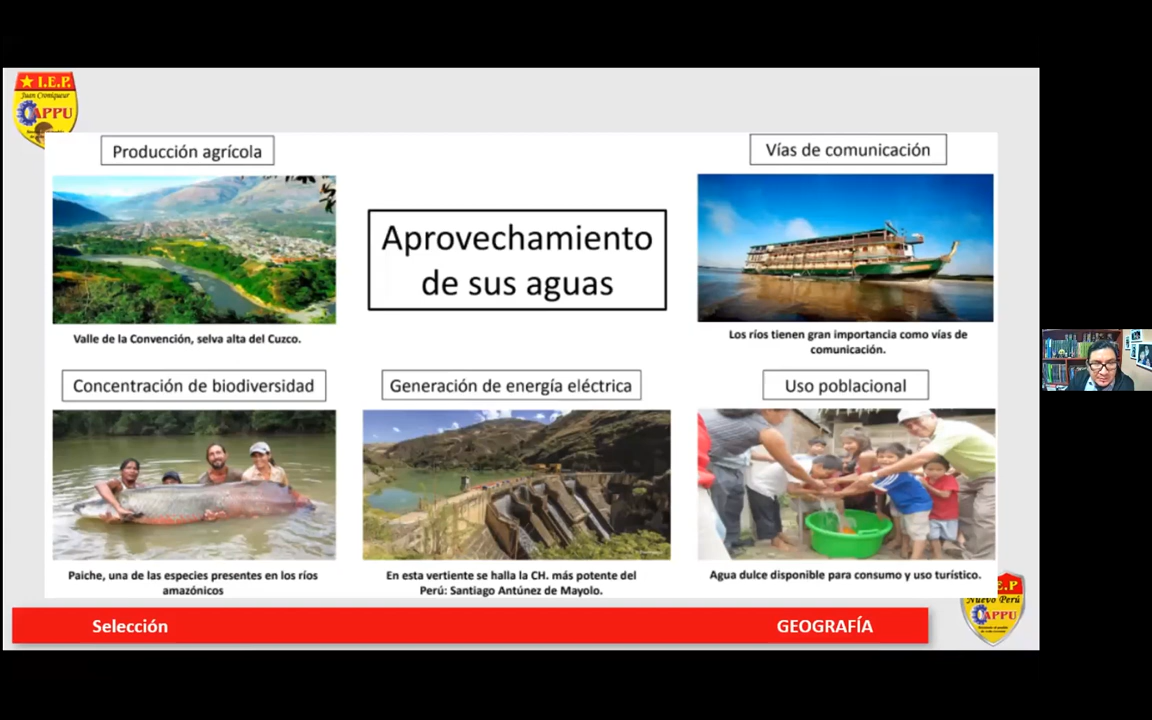 I.E.P.
Juan Croniqueur
APPU
Producción agrícola
Vías de comunicación
Aprovechamiento
de sus aguas
Valle de la Convención, selva alta del Cuzco.
Los ríos tienen gran importancia como vías de
comunicación.
Concentración de biodiversidad
Generación de energía eléctrica
Uso poblacional
Paiche, una de las especies presentes en los ríos
amazónicos
En esta vertiente se halla la CH. más potente del
Perú: Santiago Antúnez de Mayolo.
Agua dulce disponible para consumo y uso turístico.
E.P
Nuevo Perú
APPU
Selección
GEOGRAFÍA